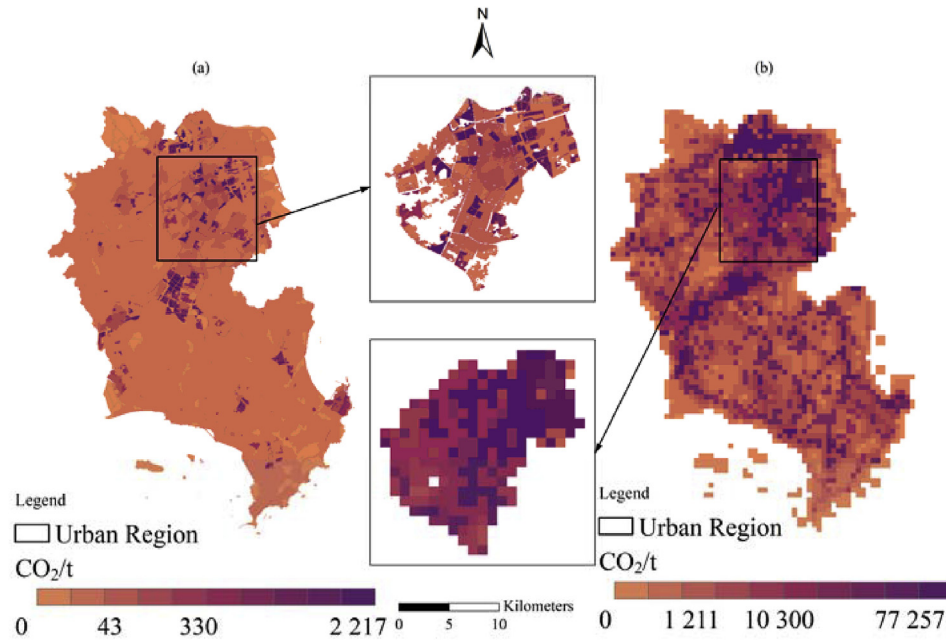 N
(a)
(b)
Legend
Urban Region
CO₂/t
0 43 330 2 217
Kilometers
0 5 10
Legend
Urban Region
CO₂/t
0 1 211 10 300 77 257